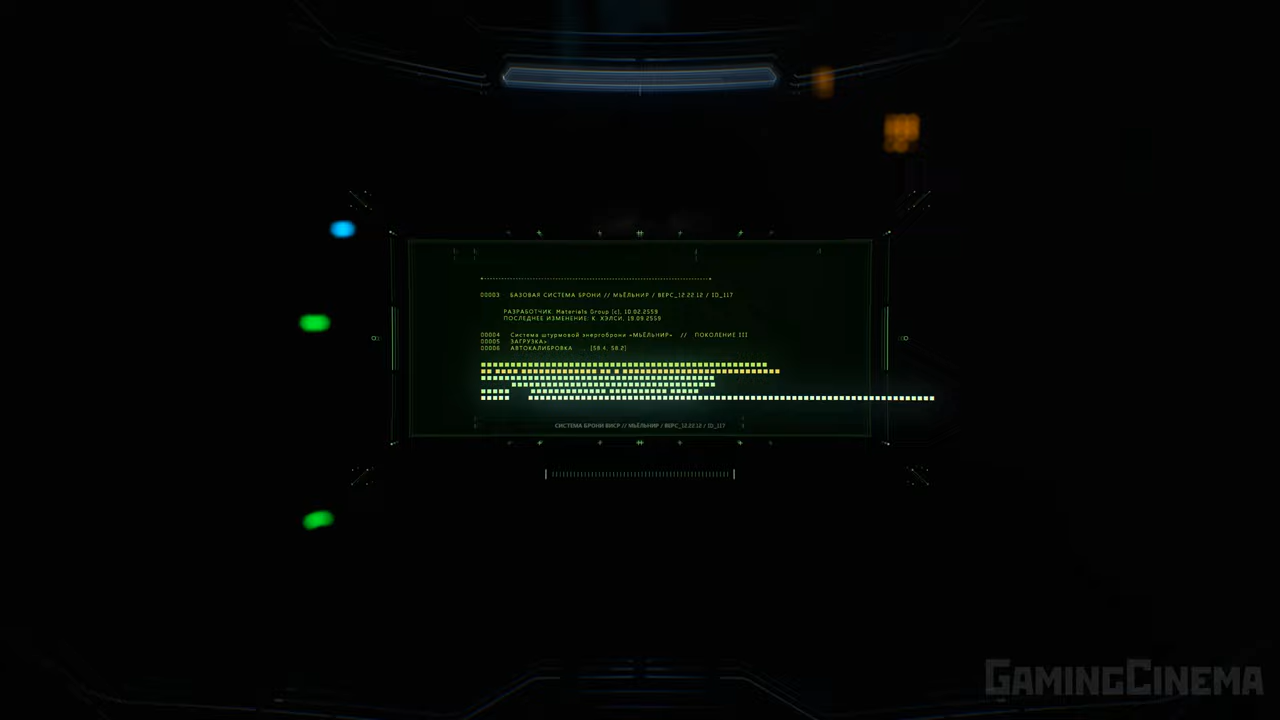 00003 БАЗОВАЯ СИСТЕМА БРОНИ // МЬЁЛЬНИР / ВЕРС_12.22.12 / ID_117
РАЗРАБОТЧИК: Materials Group [c], 10.02.2559
ПОСЛЕДНЕЕ ИЗМЕНЕНИЕ: К. ХЭЛСИ, 19.09.2559
00004 Система штурмовой энергоброни «МЬЁЛЬНИР» // ПОКОЛЕНИЕ III
00005 ЗАГРУЗКА>
00006 АВТОКАЛИБРОВКА .. [58.4, 58.2]
СИСТЕМА БРОНИ ВИСР // МЬЁЛЬНИР / ВЕРС_12.22.12 / ID_117
GAMINGCINEMA